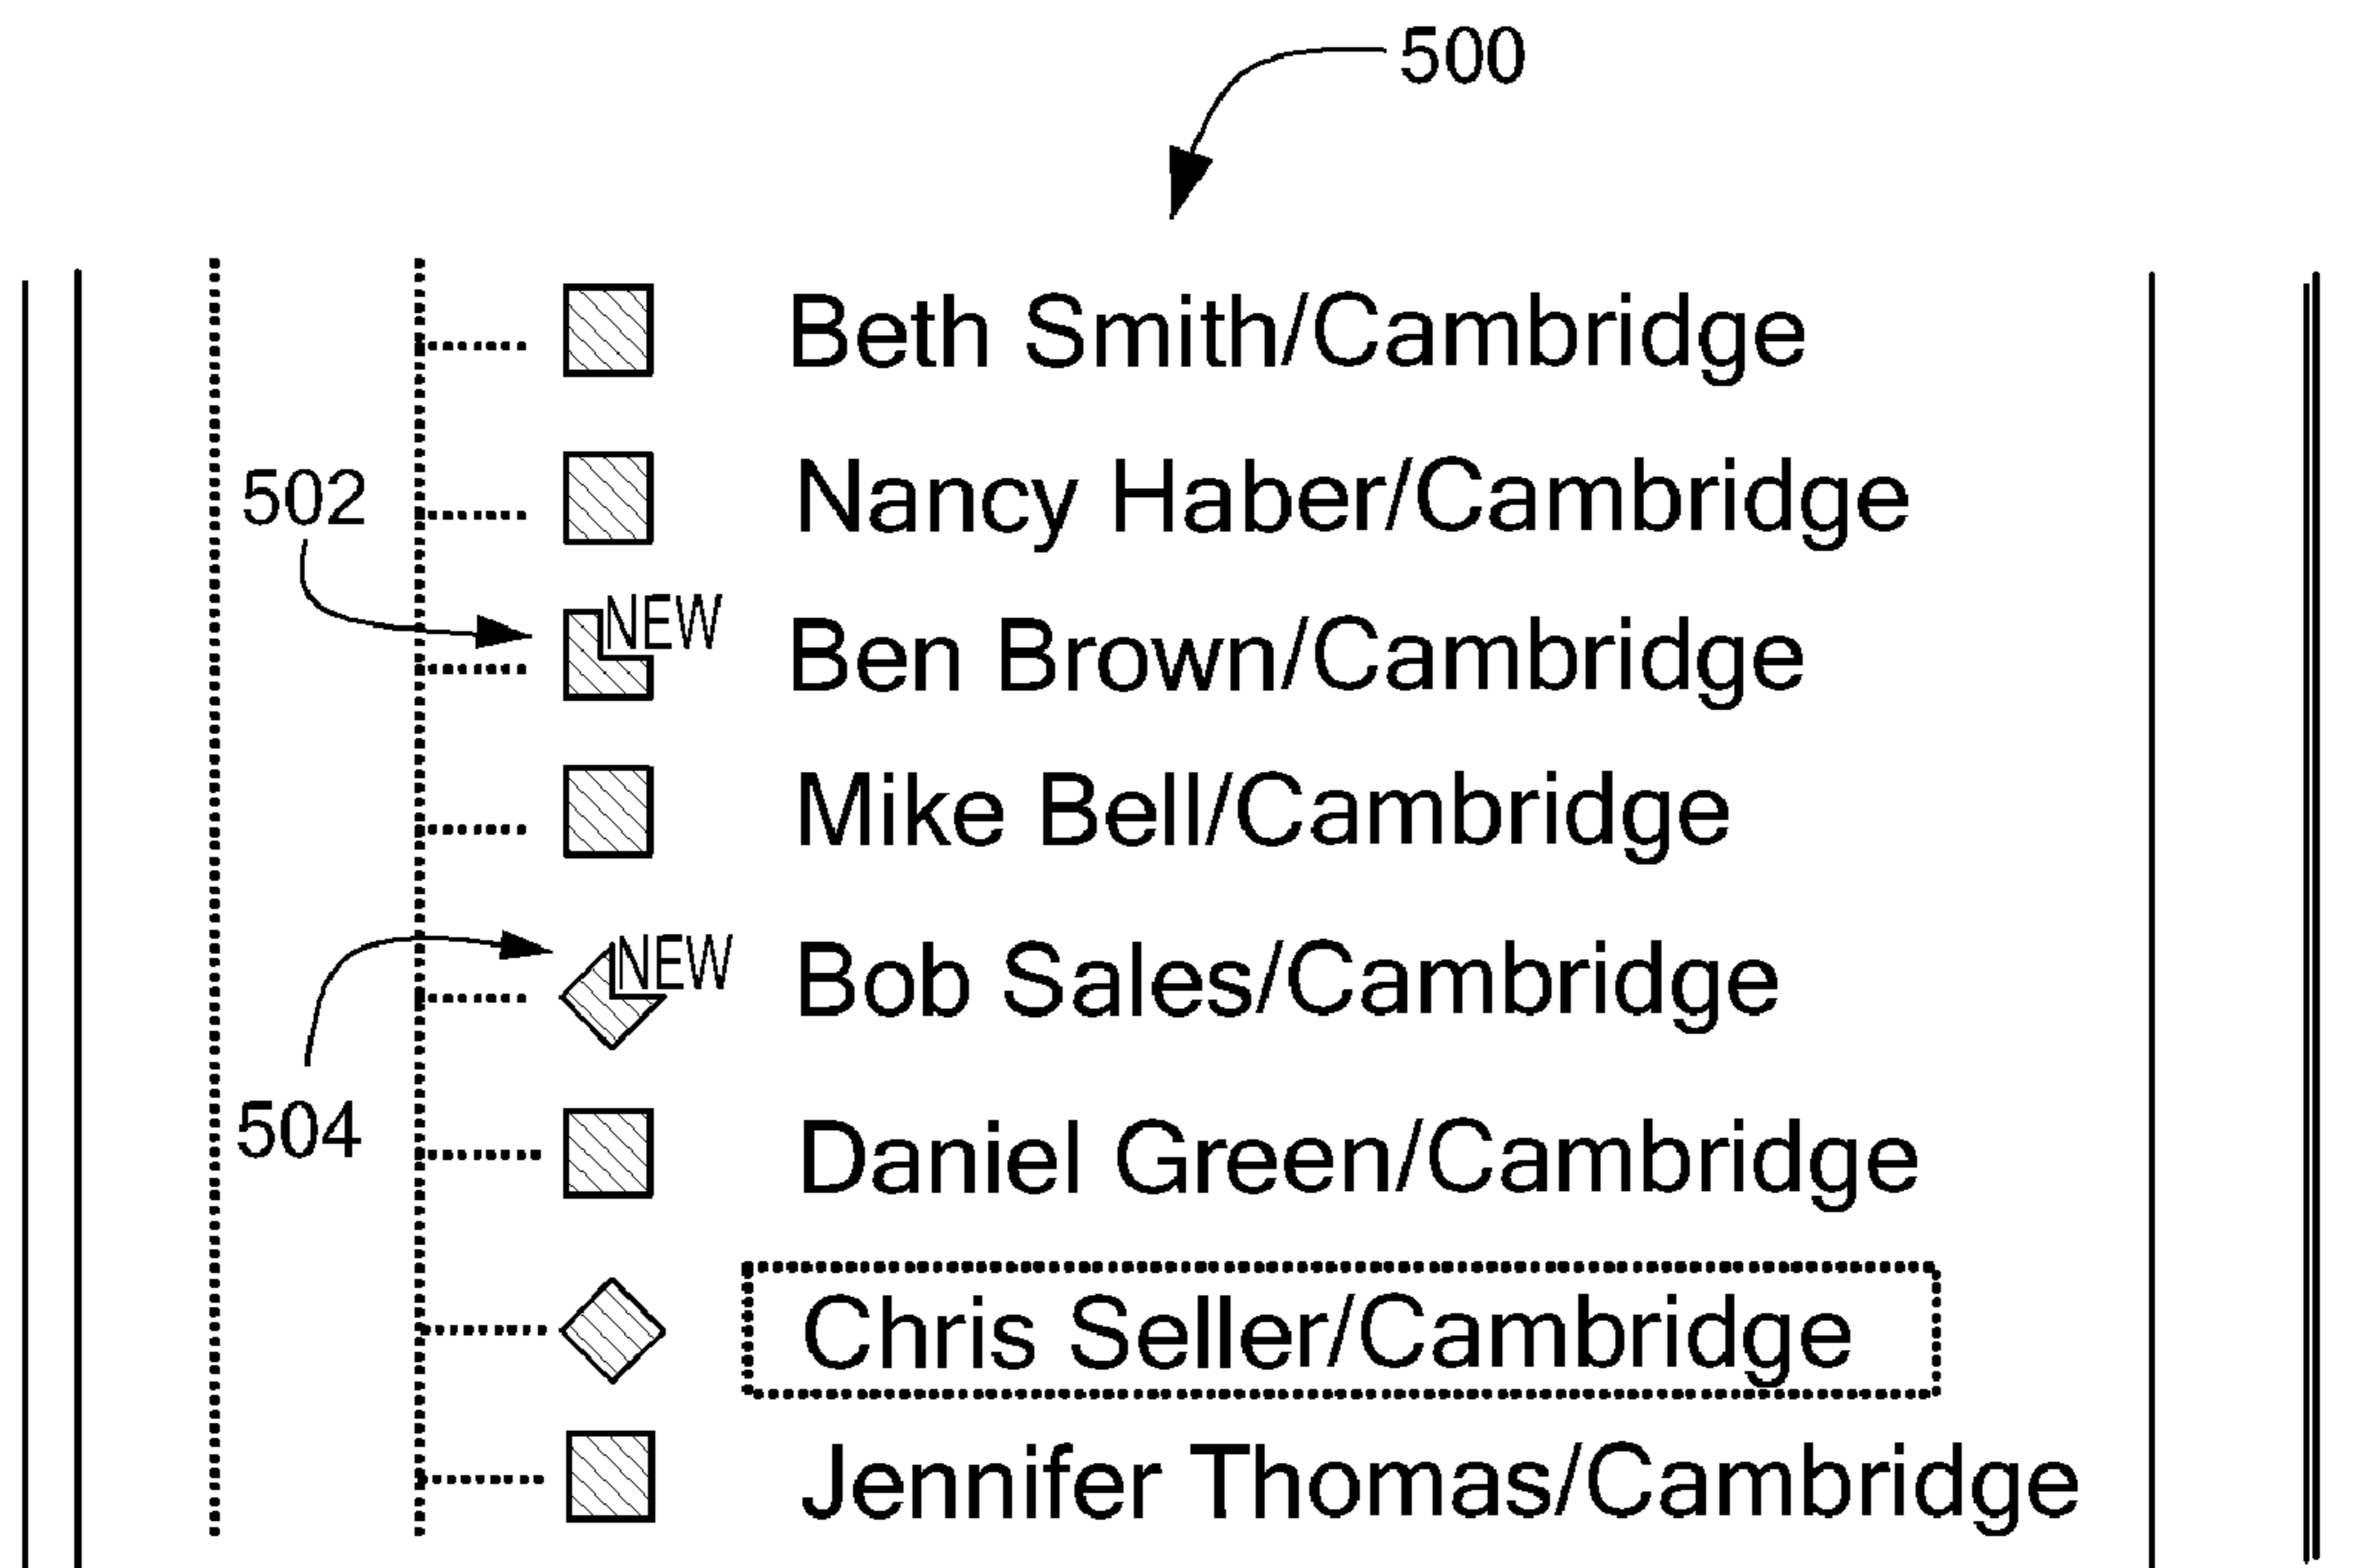 500
Beth Smith/Cambridge
502
Nancy Haber/Cambridge
NEW
Ben Brown/Cambridge
Mike Bell/Cambridge
NEW
Bob Sales/Cambridge
504
Daniel Green/Cambridge
Chris Seller/Cambridge
Jennifer Thomas/Cambridge